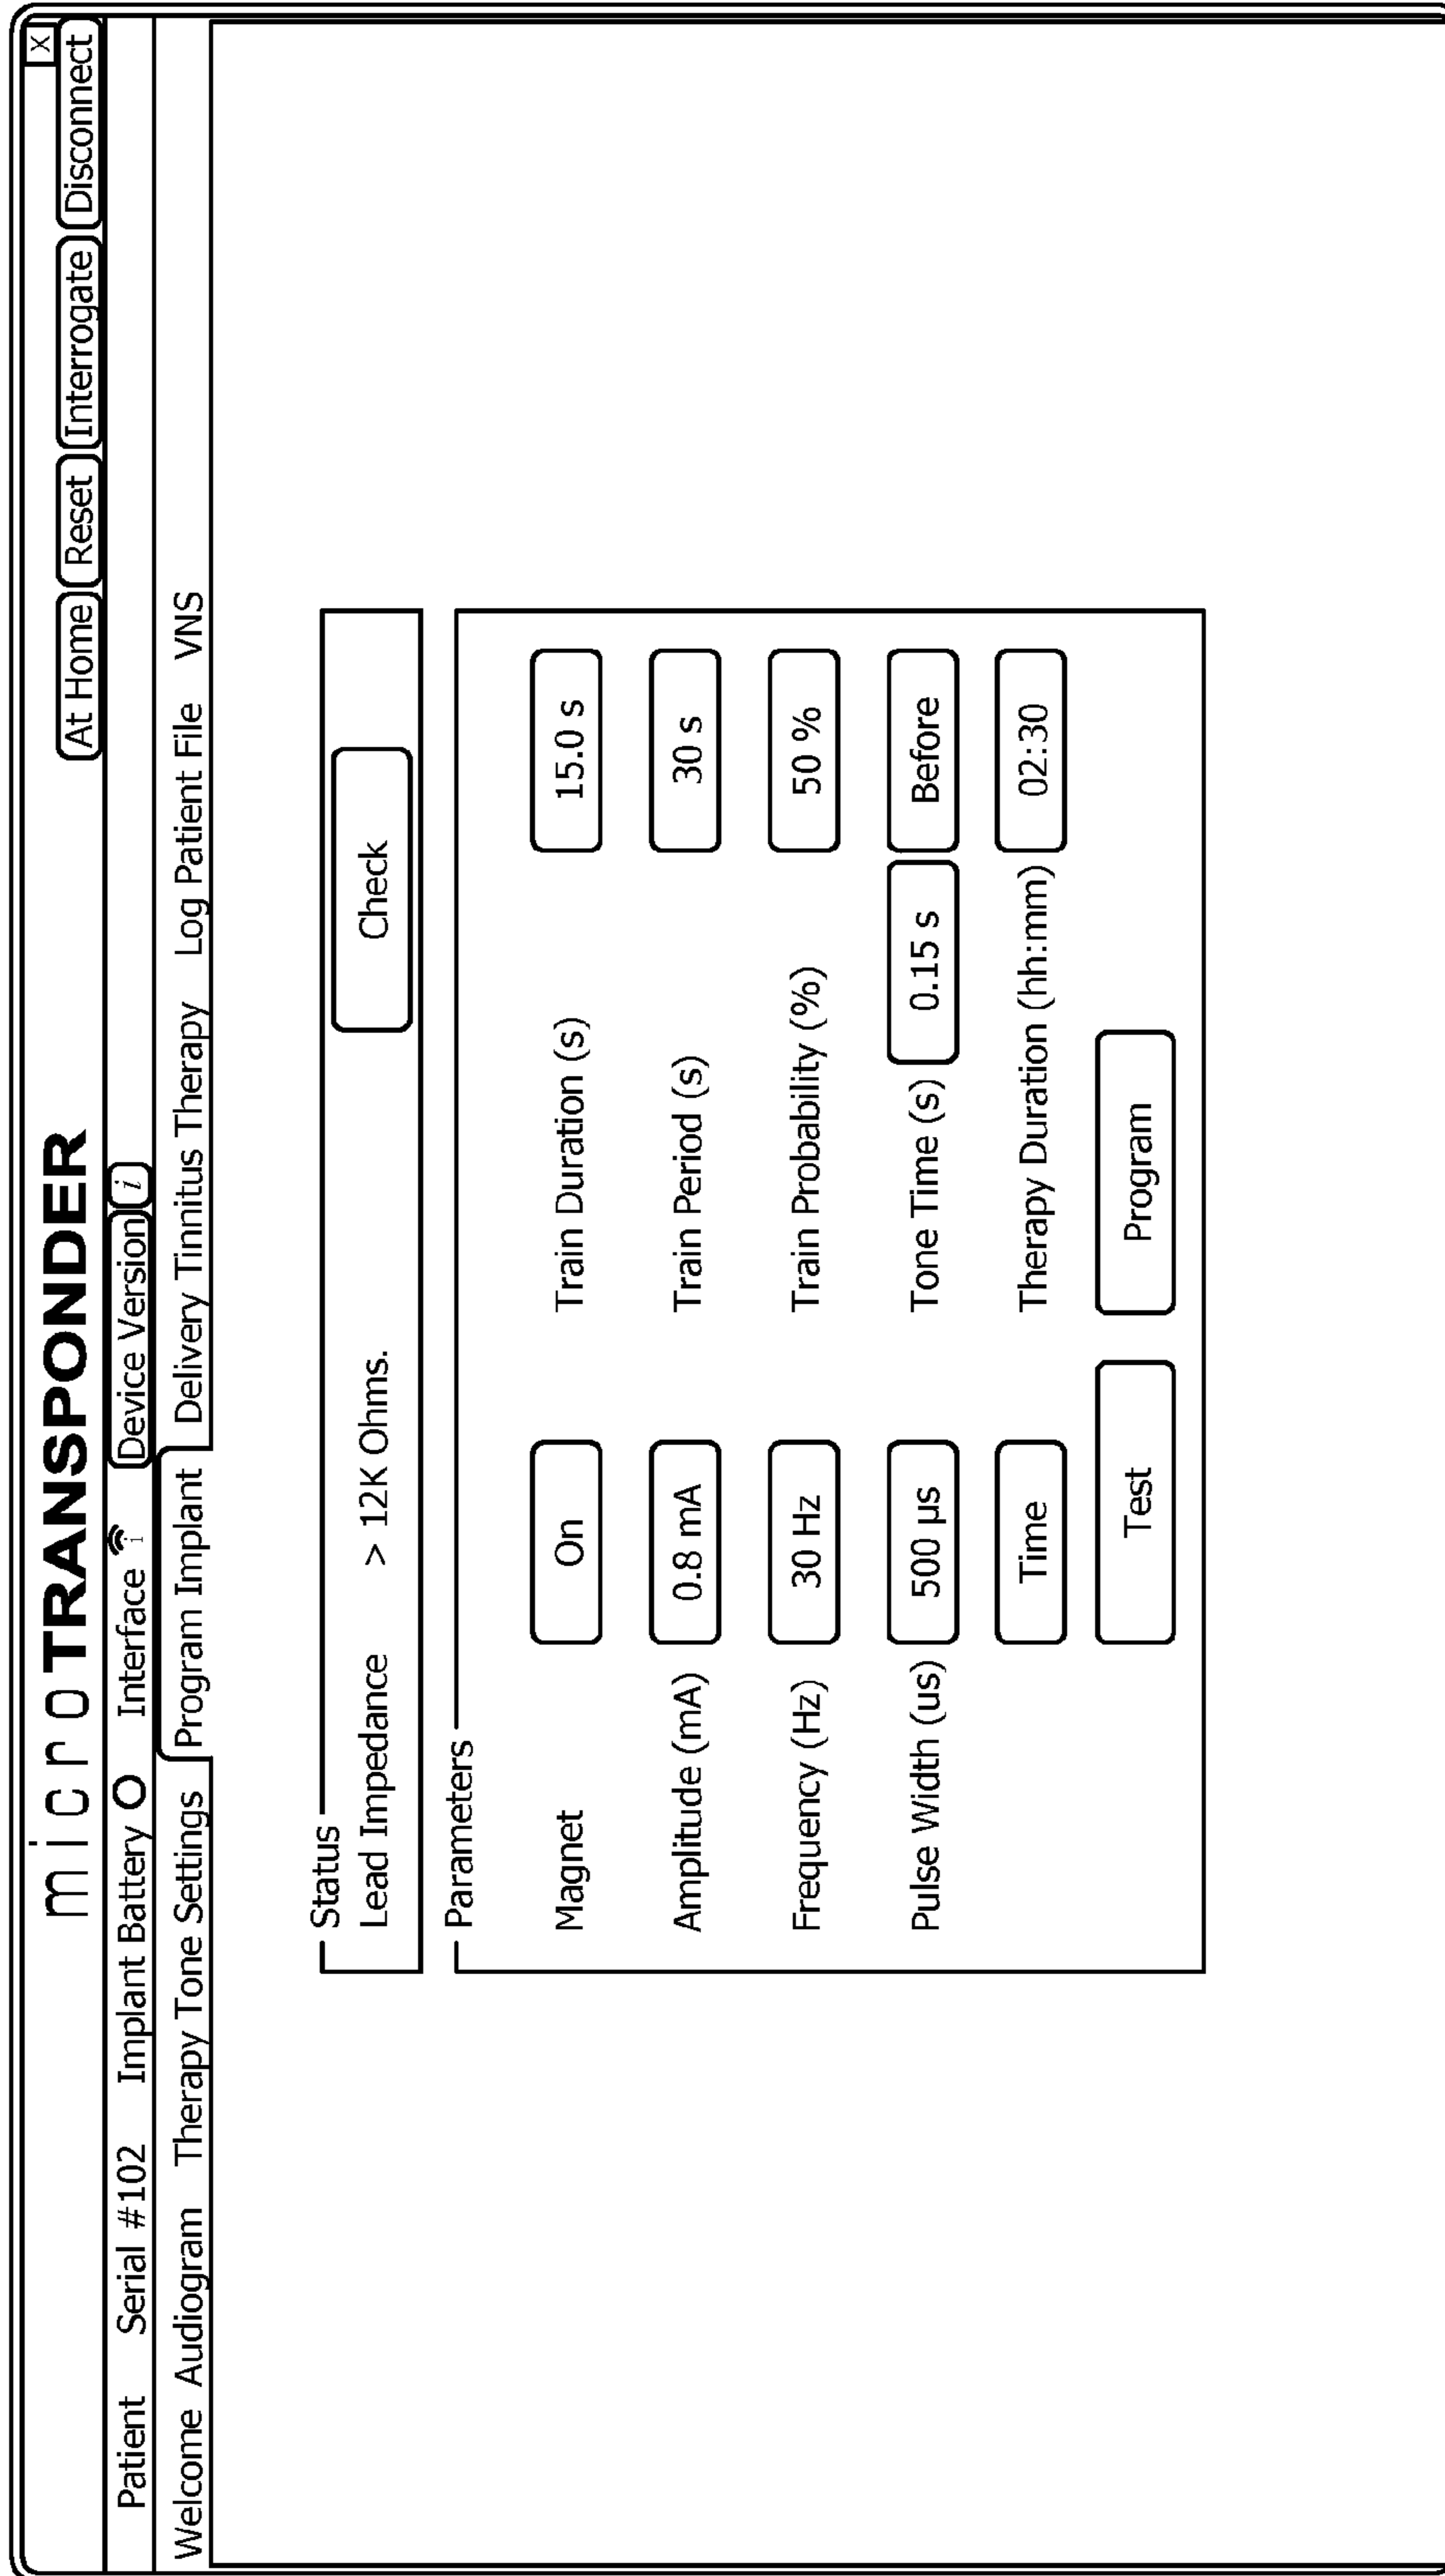 X
microTRANSPONDER
At Home Reset Interrogate Disconnect
Patient Serial #102 Implant Battery Interface i Device Version i
Welcome Audiogram Therapy Tone Settings Program Implant Delivery Tinnitus Therapy Log Patient File VNS
Status
Lead Impedance > 12K Ohms. Check
Parameters
Magnet On Train Duration (s) 15.0 s
Amplitude (mA) 0.8 mA Train Period (s) 30 s
Frequency (Hz) 30 Hz Train Probability (%) 50 %
Pulse Width (us) 500 µs Tone Time (s) 0.15 s Before
Time Therapy Duration (hh:mm) 02:30
Test Program